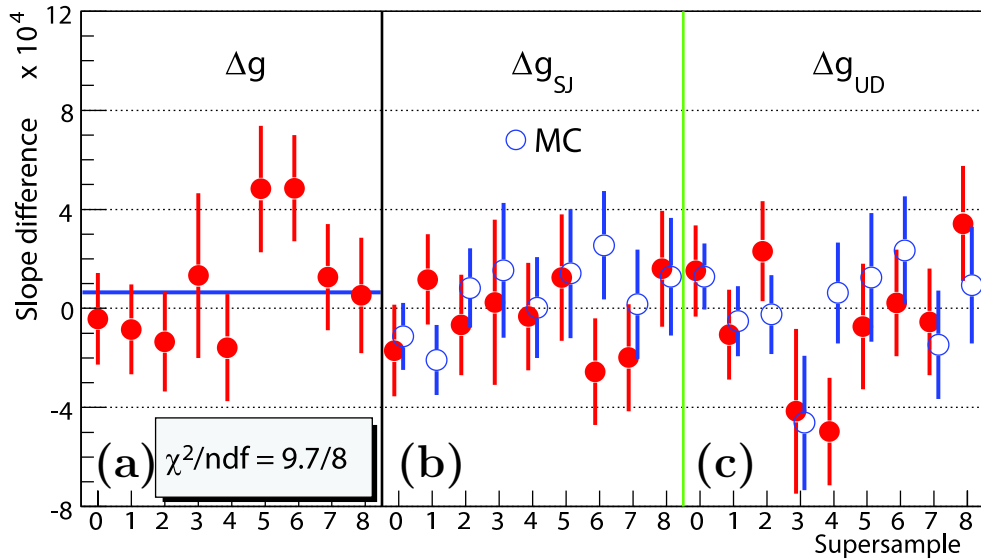 Slope difference x 10⁴
12
8
4
0
-4
-8
Δg
Δg_SJ
Δg_UD
MC
(a)
χ²/ndf = 9.7/8
(b)
(c)
0 1 2 3 4 5 6 7 8
0 1 2 3 4 5 6 7 8
0 1 2 3 4 5 6 7 8
Supersample